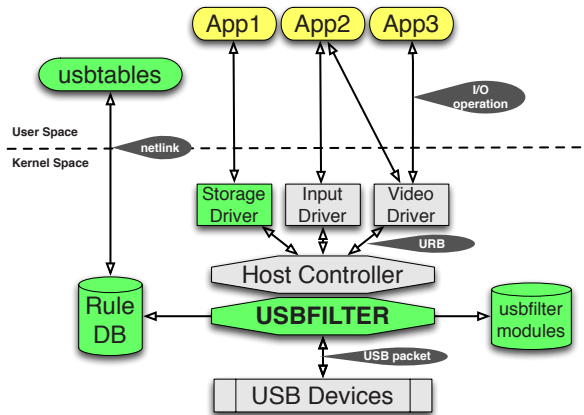 App1
App2
App3
usbtables
I/O
operation
User Space
netlink
Kernel Space
Storage
Driver
Input
Driver
Video
Driver
URB
Host Controller
Rule
DB
USBFILTER
usbfilter
modules
USB packet
USB Devices